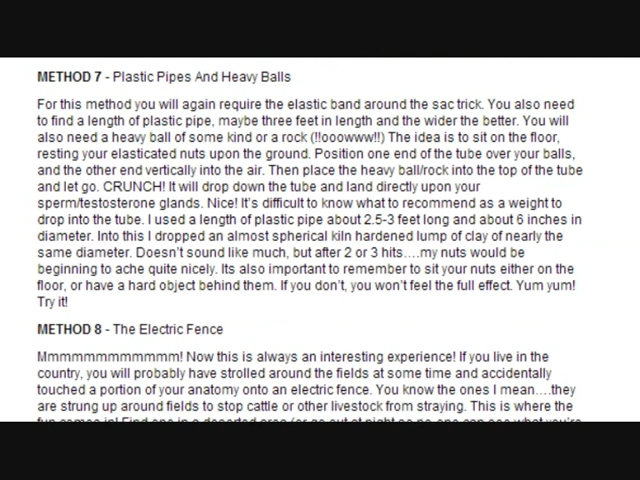 METHOD 7 - Plastic Pipes And Heavy Balls
For this method you will again require the elastic band around the sac trick. You also need
to find a length of plastic pipe, maybe three feet in length and the wider the better. You will
also need a heavy ball of some kind or a rock (!!ooowww!!) The idea is to sit on the floor,
resting your elasticated nuts upon the ground. Position one end of the tube over your balls,
and the other end vertically into the air. Then place the heavy ball/rock into the top of the tube
and let go. CRUNCH! It will drop down the tube and land directly upon your
sperm/testosterone glands. Nice! It's difficult to know what to recommend as a weight to
drop into the tube. I used a length of plastic pipe about 2.5-3 feet long and about 6 inches in
diameter. Into this I dropped an almost spherical kiln hardened lump of clay of nearly the
same diameter. Doesn't sound like much, but after 2 or 3 hits....my nuts would be
beginning to ache quite nicely. Its also important to remember to sit your nuts either on the
floor, or have a hard object behind them. If you don't, you won't feel the full effect. Yum yum!
Try it!
METHOD 8 - The Electric Fence
Mmmmmmmmmmm! Now this is always an interesting experience! If you live in the
country, you will probably have strolled around the fields at some time and accidentally
touched a portion of your anatomy onto an electric fence. You know the ones I mean....they
are strung up around fields to stop cattle or other livestock from straying. This is where the